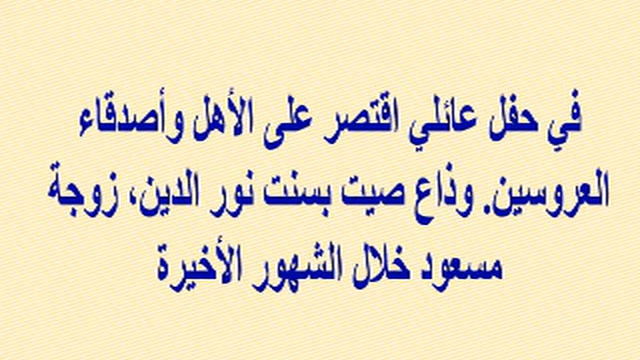 في حفل عائلي اقتصر على الأهل وأصدقاء
العروسين. وذاع صيت بسنت نور الدين، زوجة
مسعود خلال الشهور الأخيرة